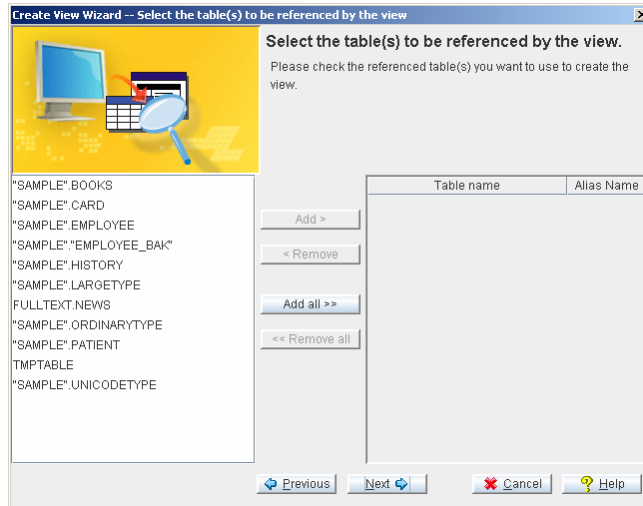 Create View Wizard -- Select the table(s) to be referenced by the view
Select the table(s) to be referenced by the view.
Please check the referenced table(s) you want to use to create the
view.
"SAMPLE".BOOKS
"SAMPLE".CARD
"SAMPLE".EMPLOYEE
"SAMPLE"."EMPLOYEE_BAK"
"SAMPLE".HISTORY
"SAMPLE".LARGETYPE
FULLTEXT.NEWS
"SAMPLE".ORDINARYTYPE
"SAMPLE".PATIENT
TMPTABLE
"SAMPLE".UNICODETYPE
Add >
< Remove
Add all >>
<< Remove all
Table name Alias Name
Previous Next Cancel Help